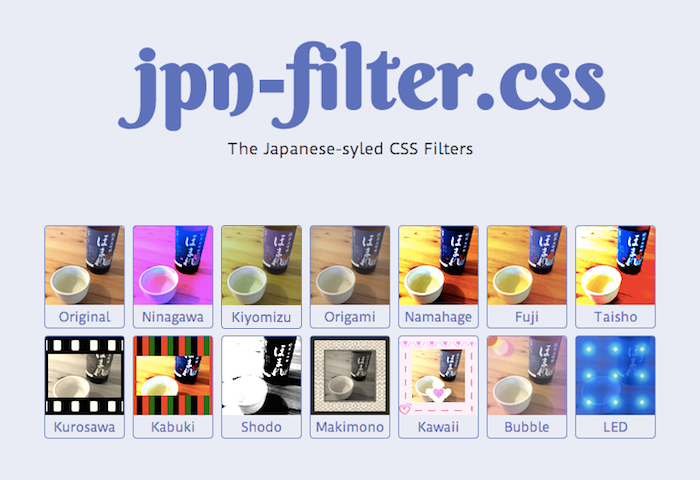 jpn-filter.css
The Japanese-syled CSS Filters
Original Ninagawa Kiyomizu Origami Namahage Fuji Taisho
Kurosawa Kabuki Shodo Makimono Kawaii Bubble LED